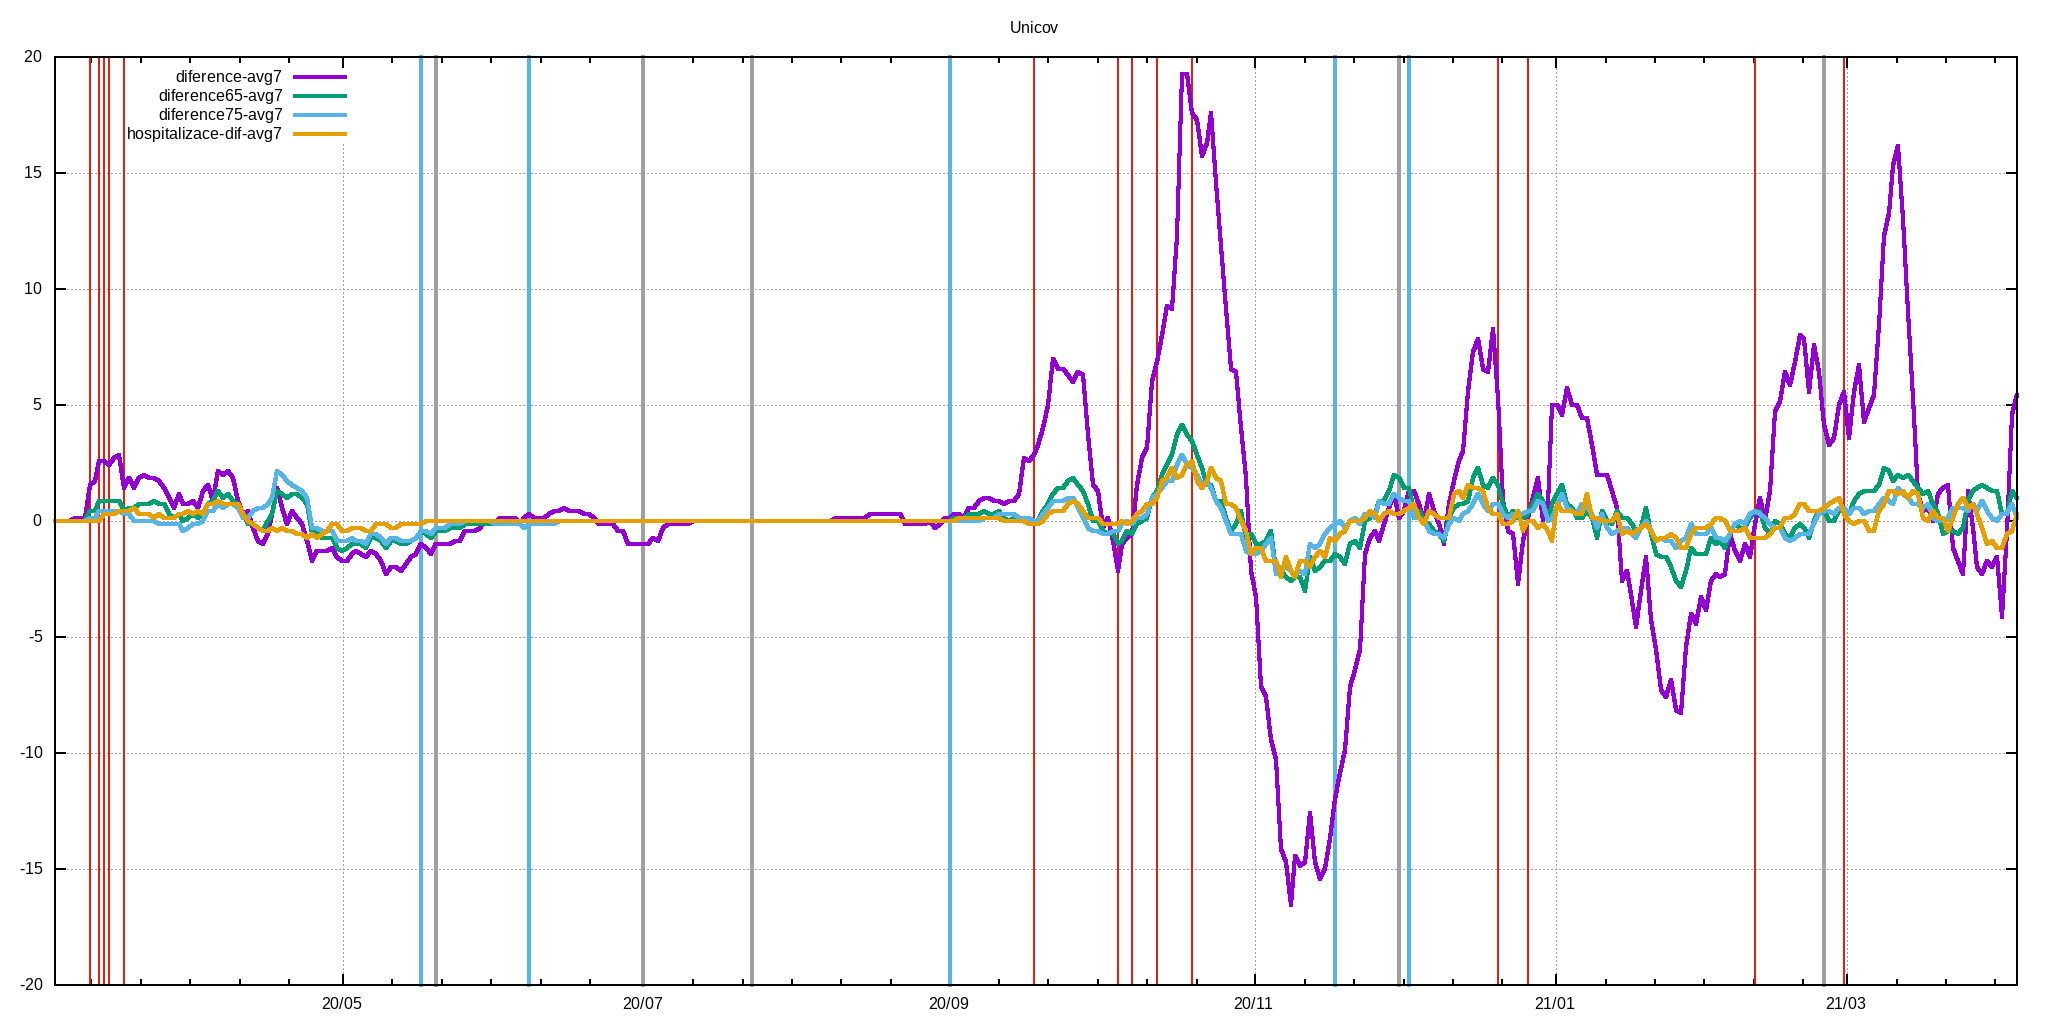 Unicov
20
15
10
5
0
-5
-10
-15
-20
diference-avg7
diference65-avg7
diference75-avg7
hospitalizace-dif-avg7
20/05 20/07 20/09 20/11 21/01 21/03